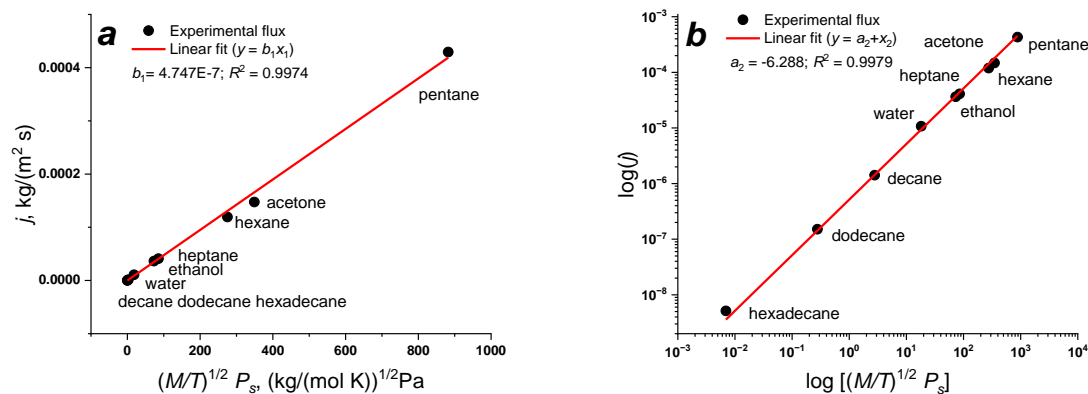 a
Experimental flux
Linear fit (y = b₁x₁)
b₁= 4.747E-7; R² = 0.9974
0.0004
0.0002
0.0000
j, kg/(m² s)
pentane
acetone
hexane
heptane
ethanol
water
decane dodecane hexadecane
0 200 400 600 800 1000
(M/T)^1/2 P_s, (kg/(mol K))^1/2Pa
b
Experimental flux
Linear fit (y = a₂+x₂)
a₂ = -6.288; R² = 0.9979
10⁻³
10⁻⁴
10⁻⁵
10⁻⁶
10⁻⁷
10⁻⁸
log(j)
acetone
pentane
heptane
hexane
water
ethanol
decane
dodecane
hexadecane
10⁻³ 10⁻² 10⁻¹ 10⁰ 10¹ 10² 10³ 10⁴
log [(M/T)^1/2 P_s]